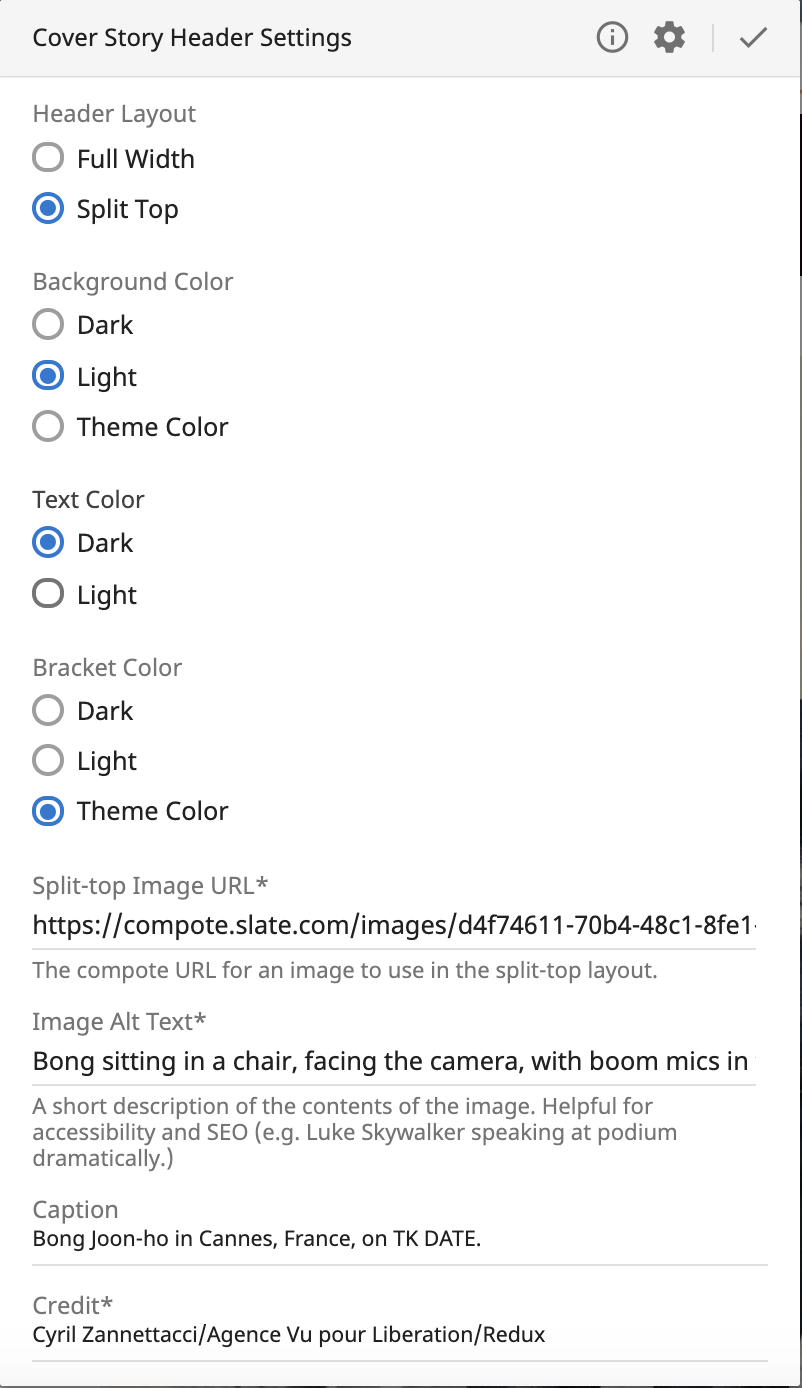 Cover Story Header Settings
Header Layout
Full Width
Split Top
Background Color
Dark
Light
Theme Color
Text Color
Dark
Light
Bracket Color
Dark
Light
Theme Color
Split-top Image URL*
https://compote.slate.com/images/d4f74611-70b4-48c1-8fe1-
The compote URL for an image to use in the split-top layout.
Image Alt Text*
Bong sitting in a chair, facing the camera, with boom mics in
A short description of the contents of the image. Helpful for
accessibility and SEO (e.g. Luke Skywalker speaking at podium
dramatically.)
Caption
Bong Joon-ho in Cannes, France, on TK DATE.
Credit*
Cyril Zannettacci/Agence Vu pour Liberation/Redux